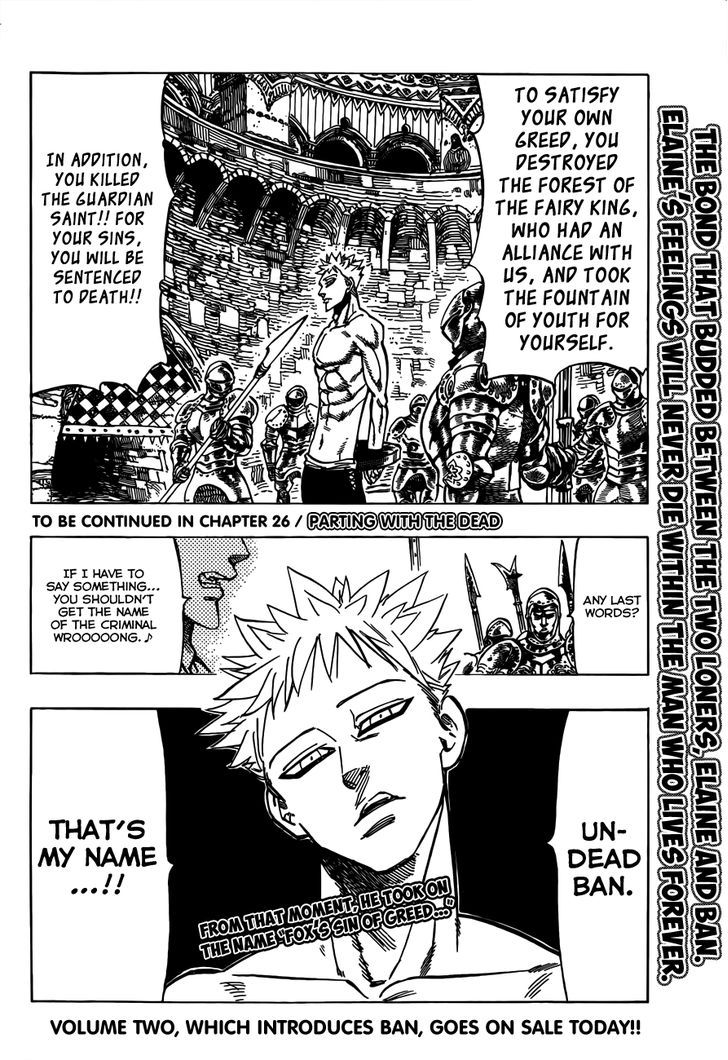 TO SATISFY
YOUR OWN
GREED, YOU
DESTROYED
THE FOREST OF
THE FAIRY KING,
WHO HAD AN
ALLIANCE WITH
US, AND TOOK
THE FOUNTAIN
OF YOUTH FOR
YOURSELF.
IN ADDITION,
YOU KILLED
THE GUARDIAN
SAINT!! FOR
YOUR SINS,
YOU WILL BE
SENTENCED
TO DEATH!!
THE BOND THAT BUDDED BETWEEN THE TWO LONERS, ELAINE AND BAN.
ELAINE'S FEELINGS WILL NEVER DIE WITHIN THE MAN WHO LIVES FOREVER.
TO BE CONTINUED IN CHAPTER 26 / PARTING WITH THE DEAD
ANY LAST
WORDS?
IF I HAVE TO
SAY SOMETHING...
YOU SHOULDN'T
GET THE NAME
OF THE CRIMINAL
WROOOOONG.♪
UN-
DEAD
BAN.
THAT'S
MY NAME
...!!
FROM THAT MOMENT, HE TOOK ON
THE NAME "FOX'S SIN OF GREED..."
VOLUME TWO, WHICH INTRODUCES BAN, GOES ON SALE TODAY!!